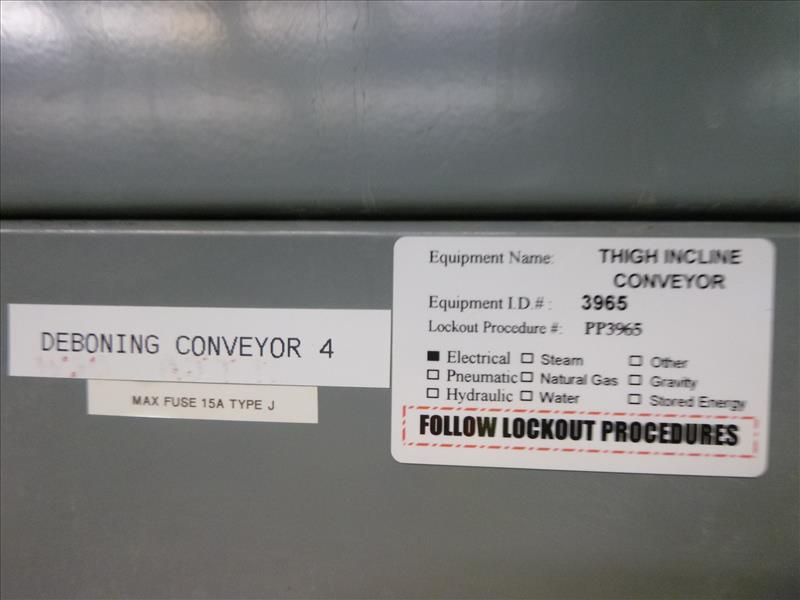 DEBONING CONVEYOR 4
MAX FUSE 15A TYPE J
Equipment Name: THIGH INCLINE
CONVEYOR
Equipment I.D.# : 3965
Lockout Procedure #: PP3965
■ Electrical □ Steam □ Other
□ Pneumatic □ Natural Gas □ Gravity
□ Hydraulic □ Water □ Stored Energy
FOLLOW LOCKOUT PROCEDURES